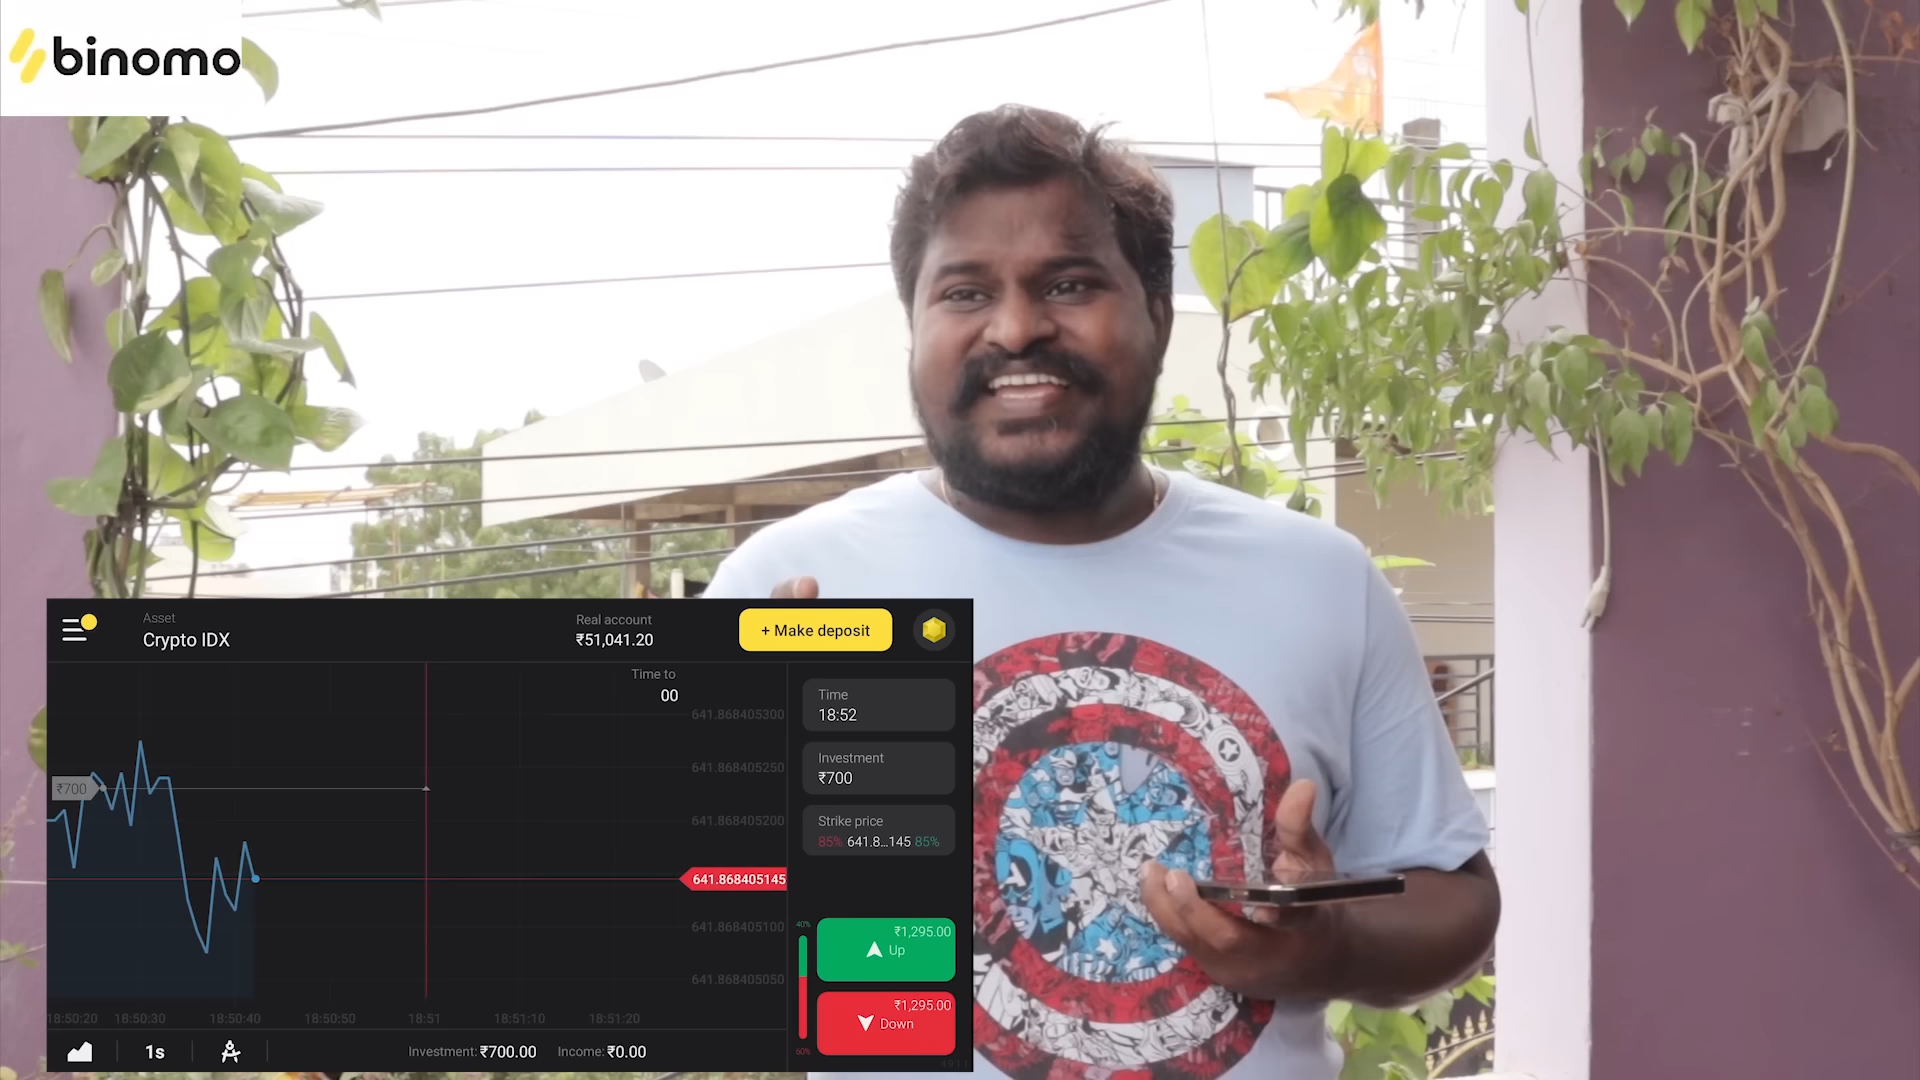 binomo
Asset
Crypto IDX
Real account
₹51,041.20
+ Make deposit
Time to
00
641.868405300
641.868405250
641.868405200
641.868405145
641.868405100
641.868405050
₹700
Time
18:52
Investment
₹700
Strike price
85% 641.8...145 85%
40%
₹1,295.00
Up
₹1,295.00
Down
60%
18:50:20 18:50:30 18:50:40 18:50:50 18:51 18:51:10 18:51:20
1s
Investment: ₹700.00 Income: ₹0.00